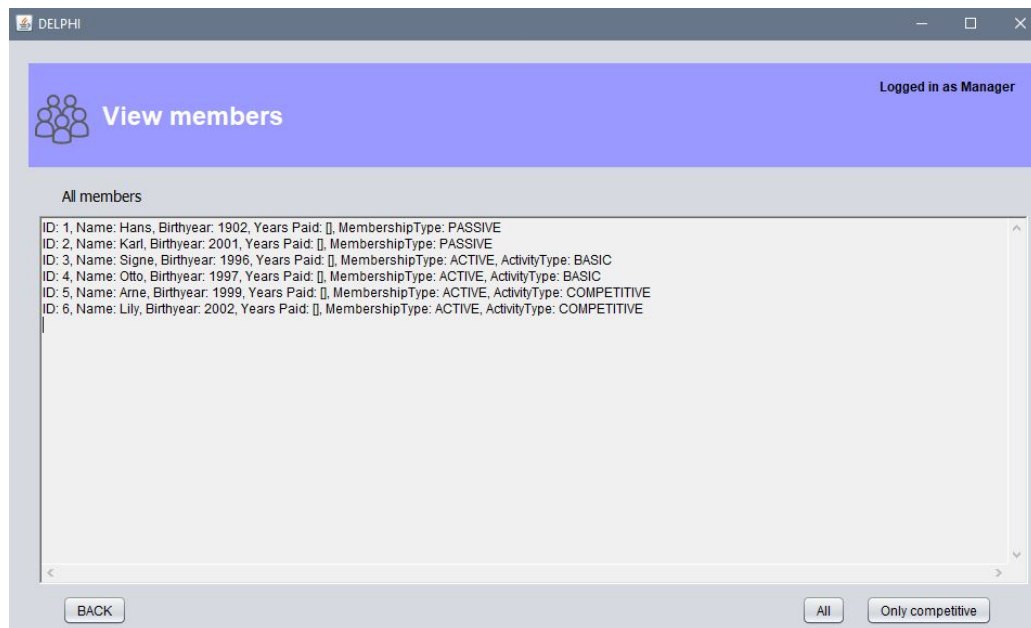 DELPHI
Logged in as Manager
View members
All members
ID: 1, Name: Hans, Birthyear: 1902, Years Paid: [], MembershipType: PASSIVE
ID: 2, Name: Karl, Birthyear: 2001, Years Paid: [], MembershipType: PASSIVE
ID: 3, Name: Signe, Birthyear: 1996, Years Paid: [], MembershipType: ACTIVE, ActivityType: BASIC
ID: 4, Name: Otto, Birthyear: 1997, Years Paid: [], MembershipType: ACTIVE, ActivityType: BASIC
ID: 5, Name: Arne, Birthyear: 1999, Years Paid: [], MembershipType: ACTIVE, ActivityType: COMPETITIVE
ID: 6, Name: Lily, Birthyear: 2002, Years Paid: [], MembershipType: ACTIVE, ActivityType: COMPETITIVE
BACK All Only competitive